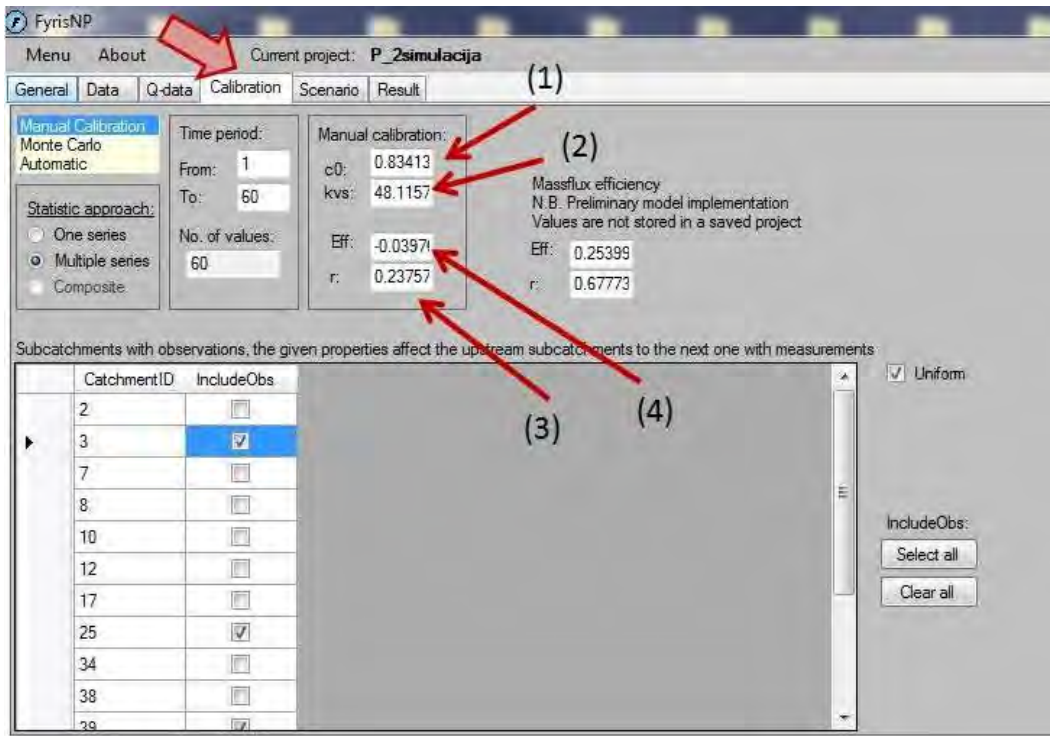 FyrisNP
Menu About Current project: P_2simulacija
General Data Q-data Calibration Scenario Result
(1)
Manual Calibration
Monte Carlo
Automatic
Statistic approach:
One series
Multiple series
Composite
Time period:
From: 1
To: 60
No. of values:
60
Manual calibration:
c0: 0.83413
kvs: 48.1157
Eff: -0.0397
r: 0.23757
(2)
Massflux efficiency
N.B. Preliminary model implementation
Values are not stored in a saved project
Eff: 0.25399
r: 0.67773
Subcatchments with observations, the given properties affect the upstream subcatchments to the next one with measurements
(3)
(4)
CatchmentID IncludeObs
2
3
7
8
10
12
17
25
34
38
39
Uniform
IncludeObs:
Select all
Clear all